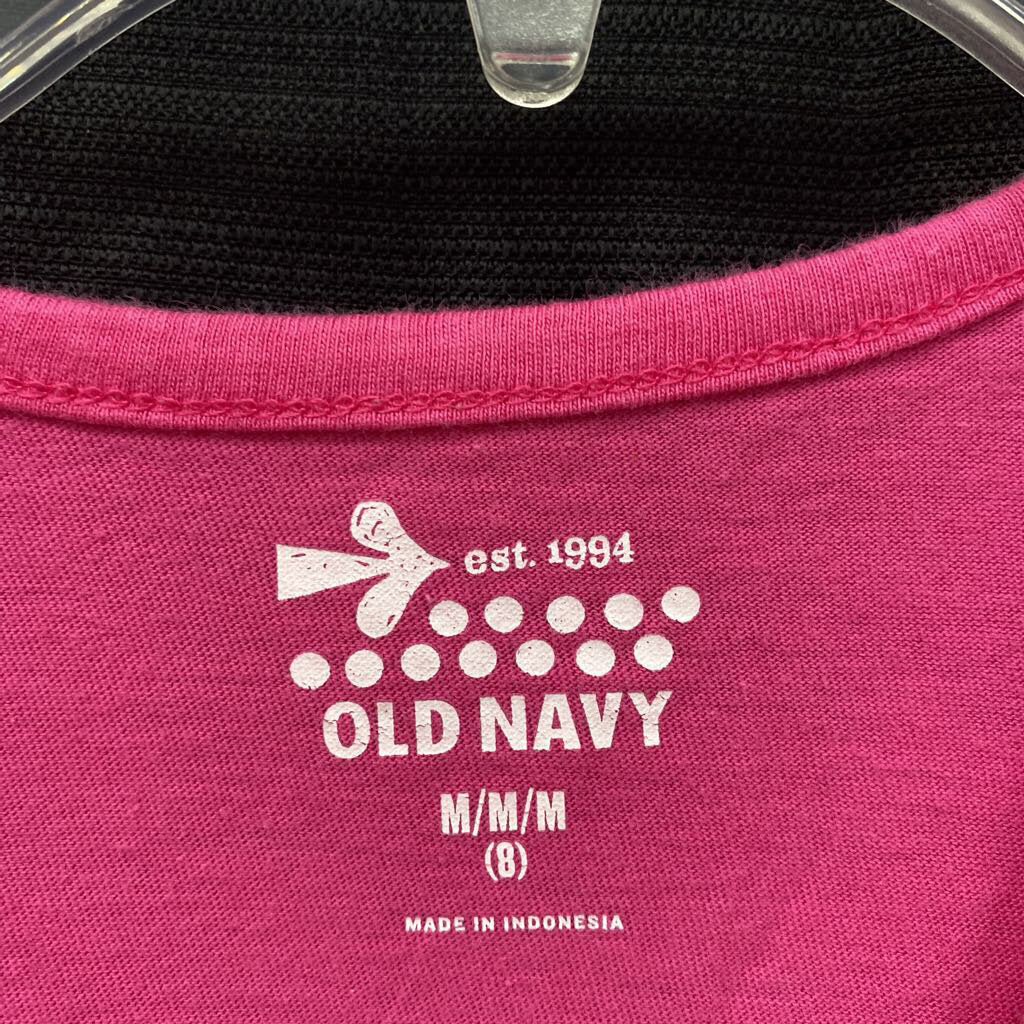 est. 1994
OLD NAVY
M/M/M
(8)
MADE IN INDONESIA